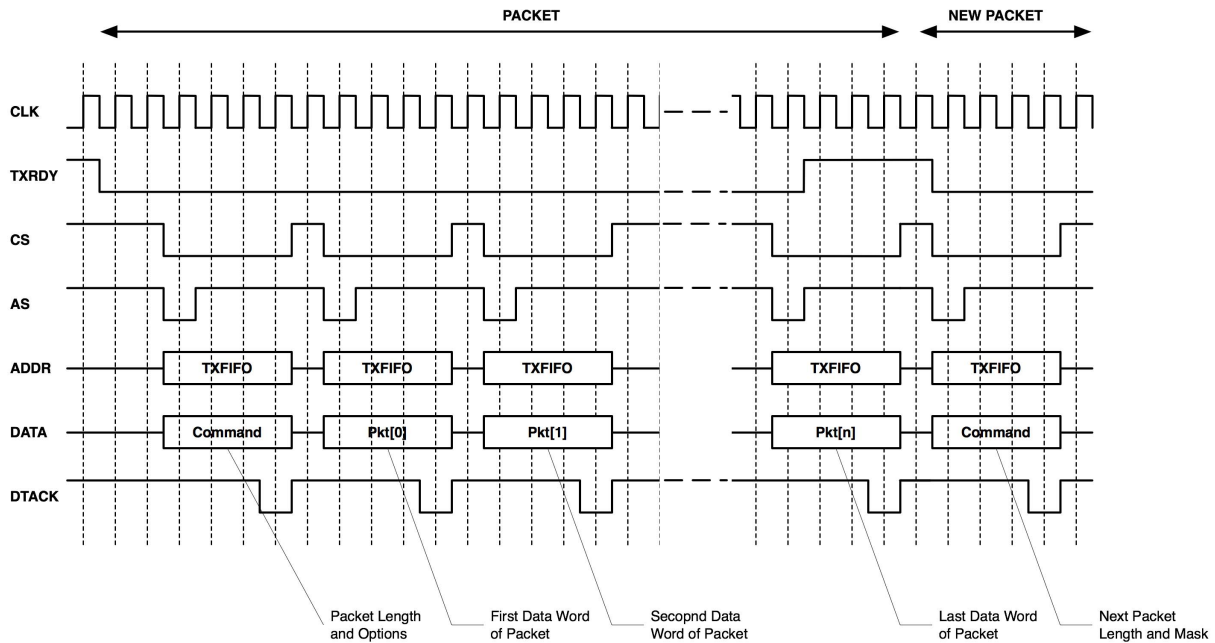 PACKET
NEW PACKET
CLK
TXRDY
CS
AS
ADDR
TXFIFO
TXFIFO
TXFIFO
TXFIFO
TXFIFO
DATA
Command
Pkt[0]
Pkt[1]
Pkt[n]
Command
DTACK
Packet Length
and Options
First Data Word
of Packet
Secopnd Data
Word of Packet
Last Data Word
of Packet
Next Packet
Length and Mask